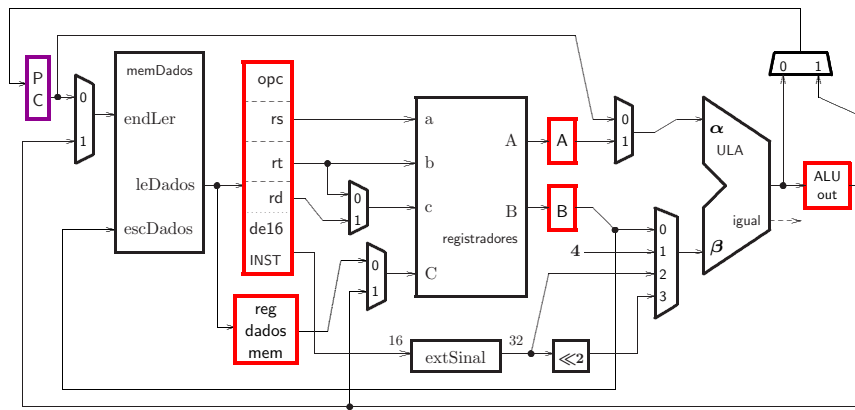 P
C
0
1
memDados
endLer
leDados
escDados
opc
rs
rt
rd
de16
INST
reg
dados
mem
0
1
0
1
a
b
c
C
A
B
registradores
A
B
16
extSinal
32
≪2
4
0
1
0
1
2
3
α
ULA
igual
β
0 1
ALU
out